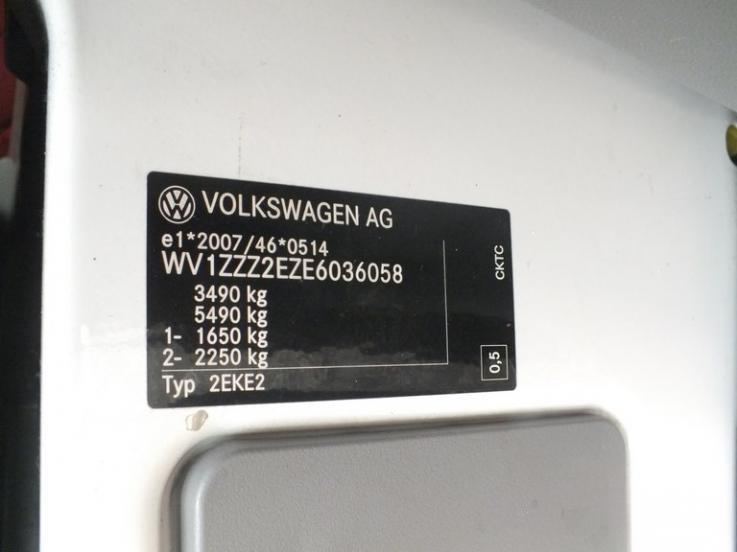 VOLKSWAGEN AG
e1*2007/46*0514
WV1ZZZ2EZE6036058
3490 kg
5490 kg
1- 1650 kg
2- 2250 kg
Typ 2EKE2
CKTC
0,5